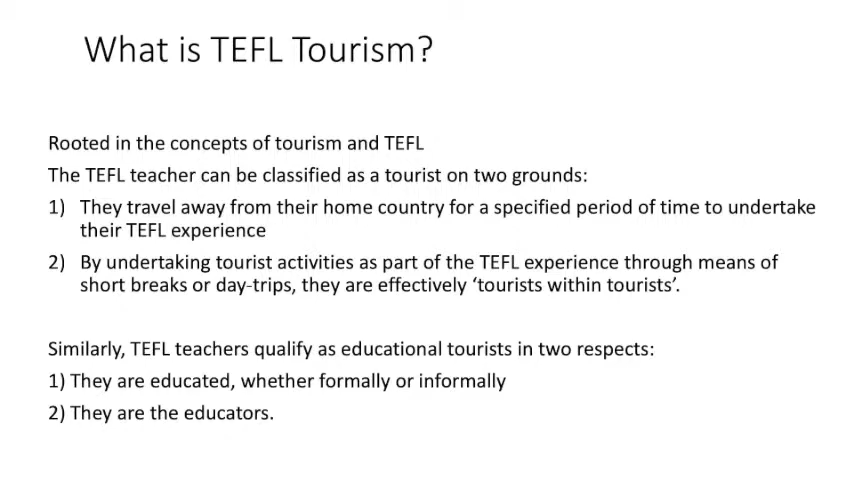 What is TEFL Tourism?
Rooted in the concepts of tourism and TEFL
The TEFL teacher can be classified as a tourist on two grounds:
1) They travel away from their home country for a specified period of time to undertake
their TEFL experience
2) By undertaking tourist activities as part of the TEFL experience through means of
short breaks or day-trips, they are effectively ‘tourists within tourists’.
Similarly, TEFL teachers qualify as educational tourists in two respects:
1) They are educated, whether formally or informally
2) They are the educators.